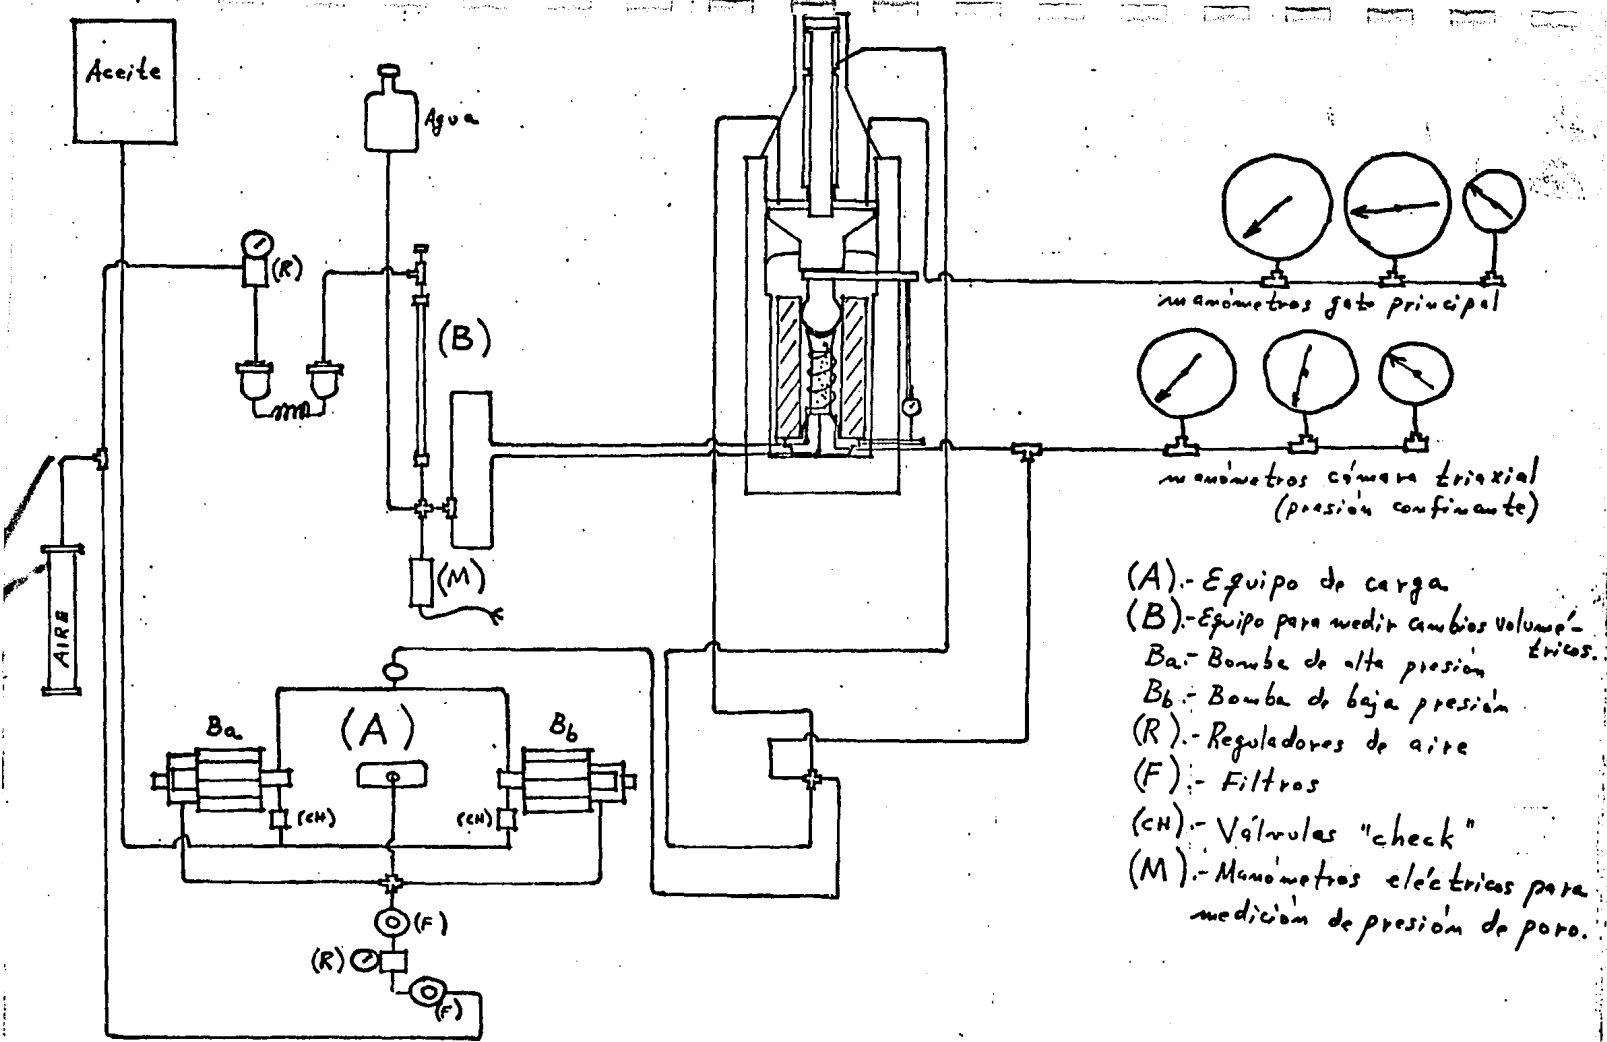 Aceite
Agua
(R)
(B)
manómetros gato principal
manómetros cámara triaxial
(presión confinante)
(M)
AIRE
(A).- Equipo de carga
(B).- Equipo para medir cambios volumé-
tricos.
Ba.- Bomba de alta presión
Bb.- Bomba de baja presión
(R).- Reguladores de aire
(F).- Filtros
(CH).- Válvulas "check"
(M).- Manómetros eléctricos para
medición de presión de poro.
Ba
(A)
Bb
(CH)
(CH)
(F)
(R)
(F)